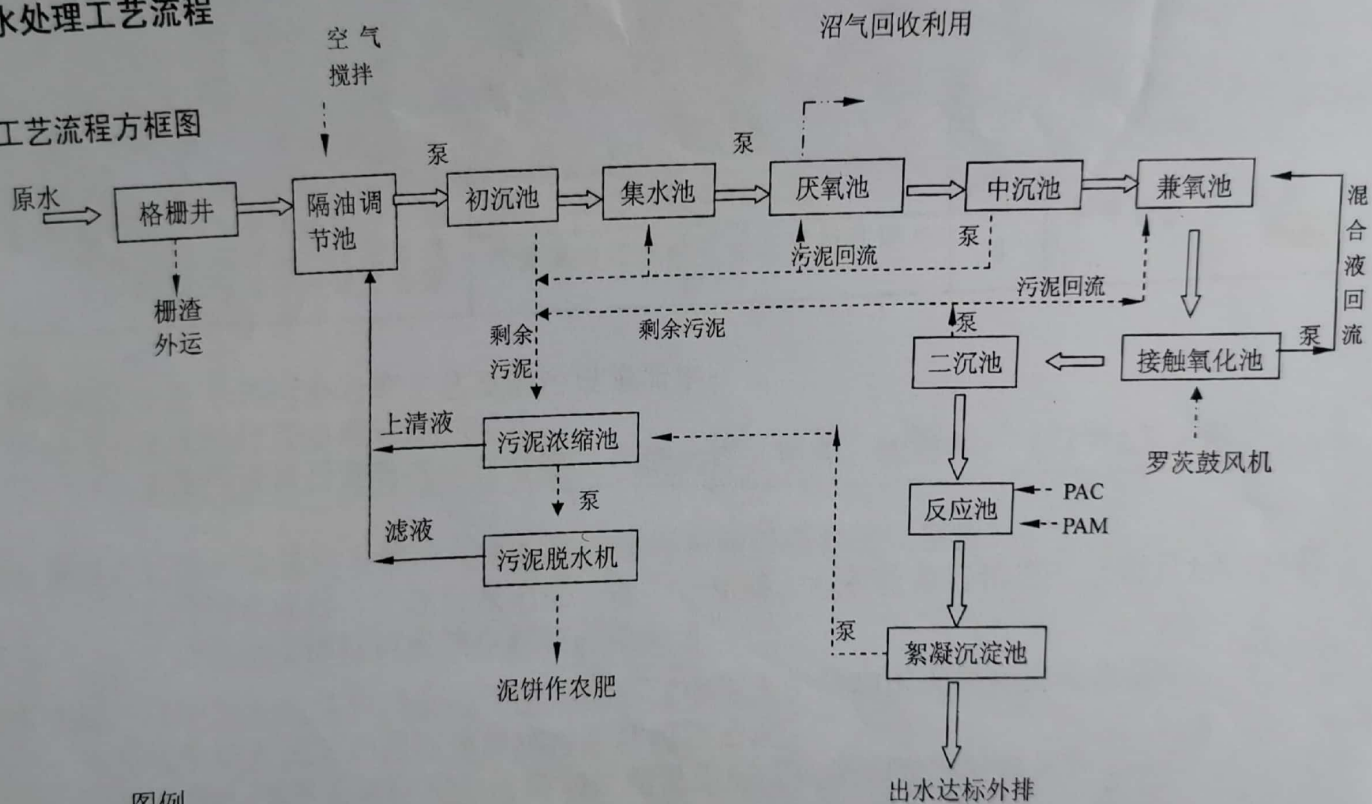 水处理工艺流程
沼气回收利用
空气
搅拌
工艺流程方框图
泵
泵
原水
格栅井
隔油调
节池
初沉池
集水池
厌氧池
中沉池
兼氧池
混合液回流
泵
污泥回流
污泥回流
栅渣
外运
剩余
污泥
剩余污泥
泵
二沉池
接触氧化池
泵
上清液
污泥浓缩池
罗茨鼓风机
泵
反应池
PAC
PAM
滤液
污泥脱水机
泵
絮凝沉淀池
泥饼作农肥
出水达标外排
图例